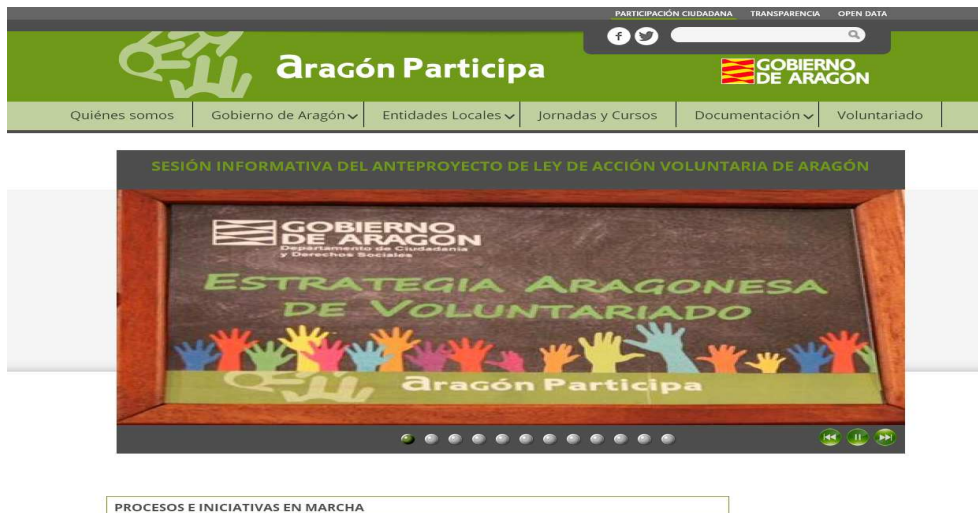 PARTICIPACIÓN CIUDADANA TRANSPARENCIA OPEN DATA
aragón Participa
GOBIERNO
DE ARAGON
Quiénes somos Gobierno de Aragón Entidades Locales Jornadas y Cursos Documentación Voluntariado
SESIÓN INFORMATIVA DEL ANTEPROYECTO DE LEY DE ACCIÓN VOLUNTARIA DE ARAGÓN
GOBIERNO
DE ARAGON
Departamento de Ciudadanía
y Derechos Sociales
ESTRATEGIA ARAGONESA
DE VOLUNTARIADO
aragón Participa
PROCESOS E INICIATIVAS EN MARCHA